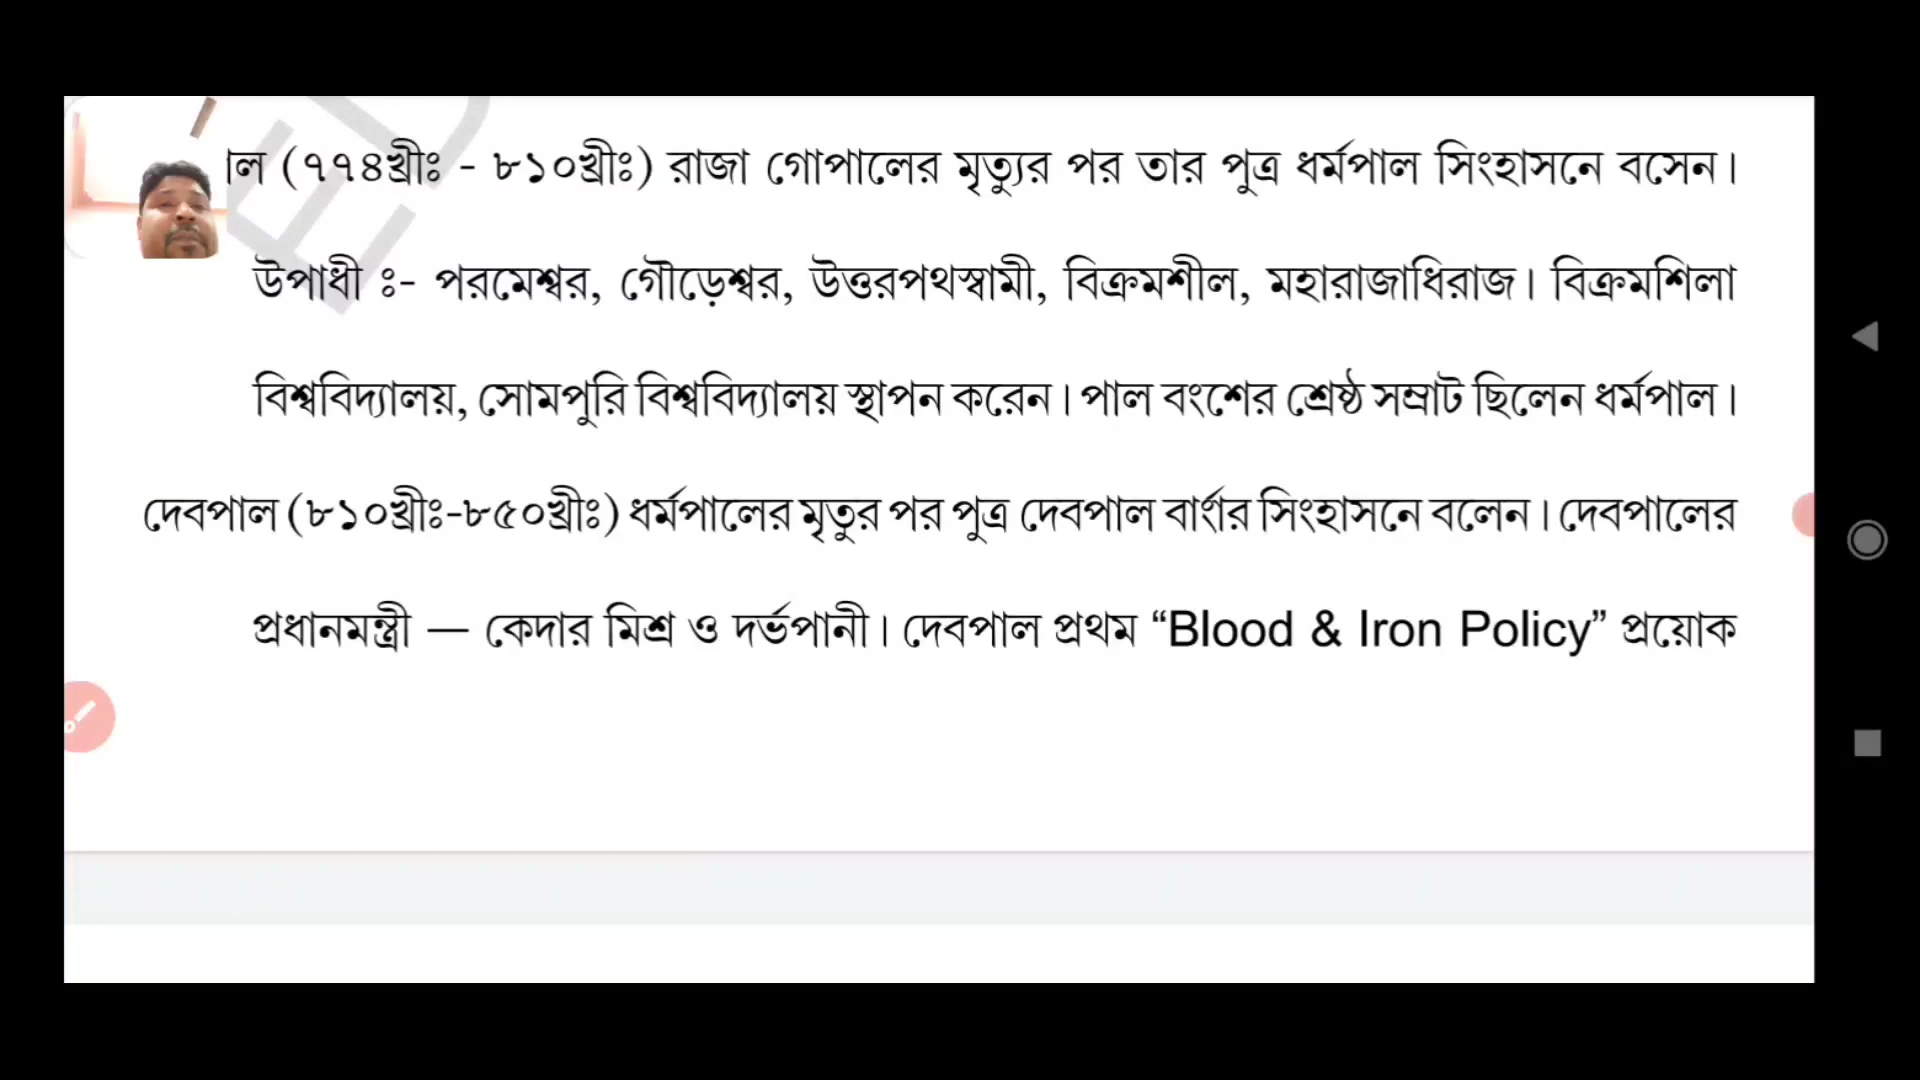 াল (৭৭৪খ্রীঃ - ৮১০খ্রীঃ) রাজা গোপালের মৃত্যুর পর তার পুত্র ধর্মপাল সিংহাসনে বসেন।
উপাধী ঃ- পরমেশ্বর, গৌড়েশ্বর, উত্তরপথস্বামী, বিক্রমশীল, মহারাজাধিরাজ। বিক্রমশিলা
বিশ্ববিদ্যালয়, সোমপুরি বিশ্ববিদ্যালয় স্থাপন করেন। পাল বংশের শ্রেষ্ঠ সম্রাট ছিলেন ধর্মপাল।
দেবপাল (৮১০খ্রীঃ-৮৫০খ্রীঃ) ধর্মপালের মৃতুর পর পুত্র দেবপাল বার্ংার সিংহাসনে বলেন। দেবপালের
প্রধানমন্ত্রী — কেদার মিশ্র ও দর্ভপানী। দেবপাল প্রথম “Blood & Iron Policy” প্রয়োক